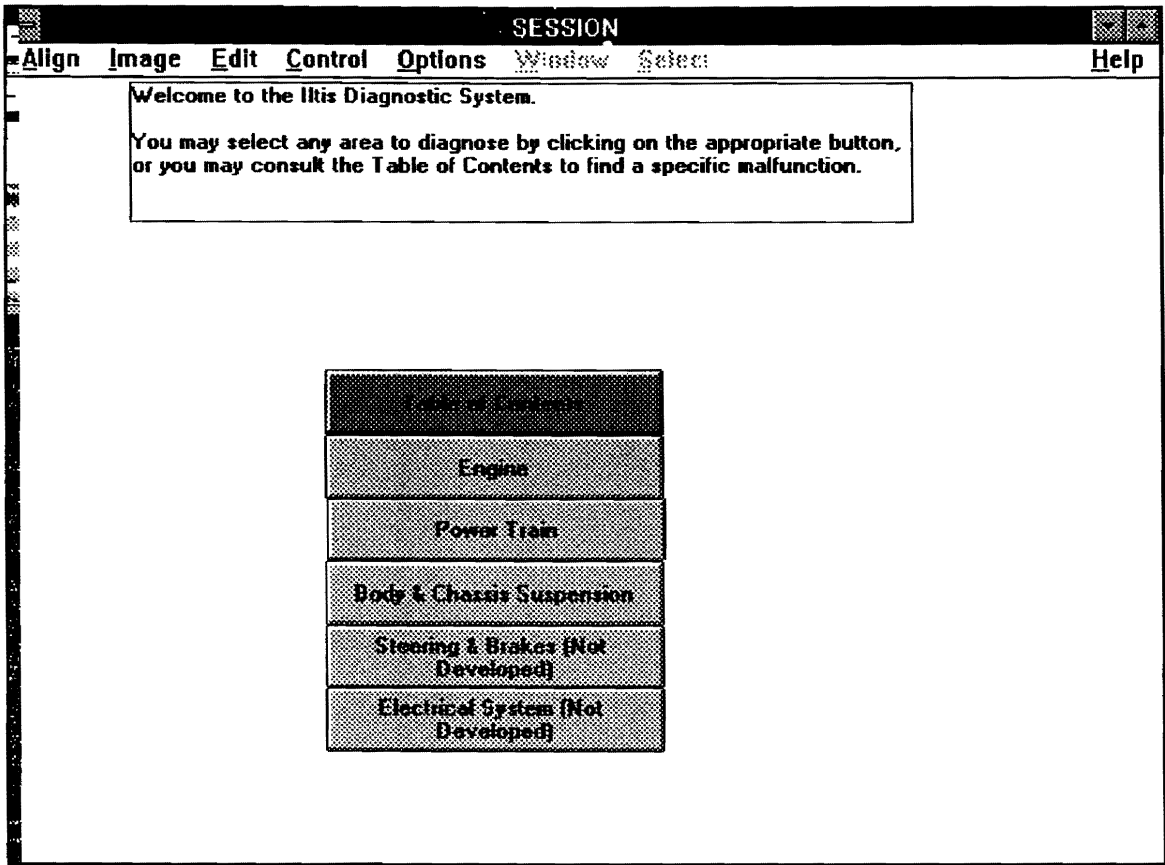 SESSION
Align Image Edit Control Options Window Select Help
Welcome to the Iltis Diagnostic System.
You may select any area to diagnose by clicking on the appropriate button,
or you may consult the Table of Contents to find a specific malfunction.
Table of Contents
Engine
Power Train
Body & Chassis Suspension
Steering & Brakes (Not
Developed)
Electrical System (Not
Developed)